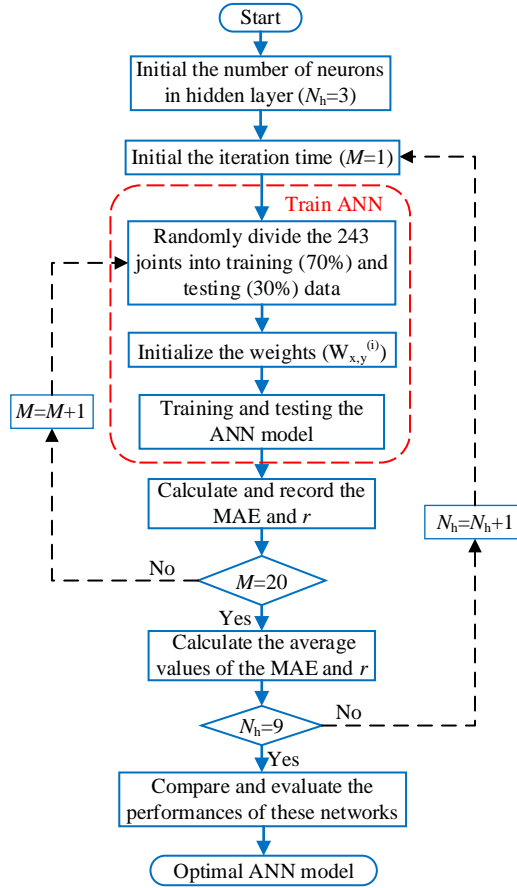 Start
Initial the number of neurons
in hidden layer (Nh=3)
Initial the iteration time (M=1)
Train ANN
Randomly divide the 243
joints into training (70%) and
testing (30%) data
Initialize the weights (Wx,y(i))
M=M+1
Training and testing the
ANN model
Calculate and record the
MAE and r
Nh=Nh+1
No
M=20
Yes
Calculate the average
values of the MAE and r
Nh=9
No
Yes
Compare and evaluate the
performances of these networks
Optimal ANN model